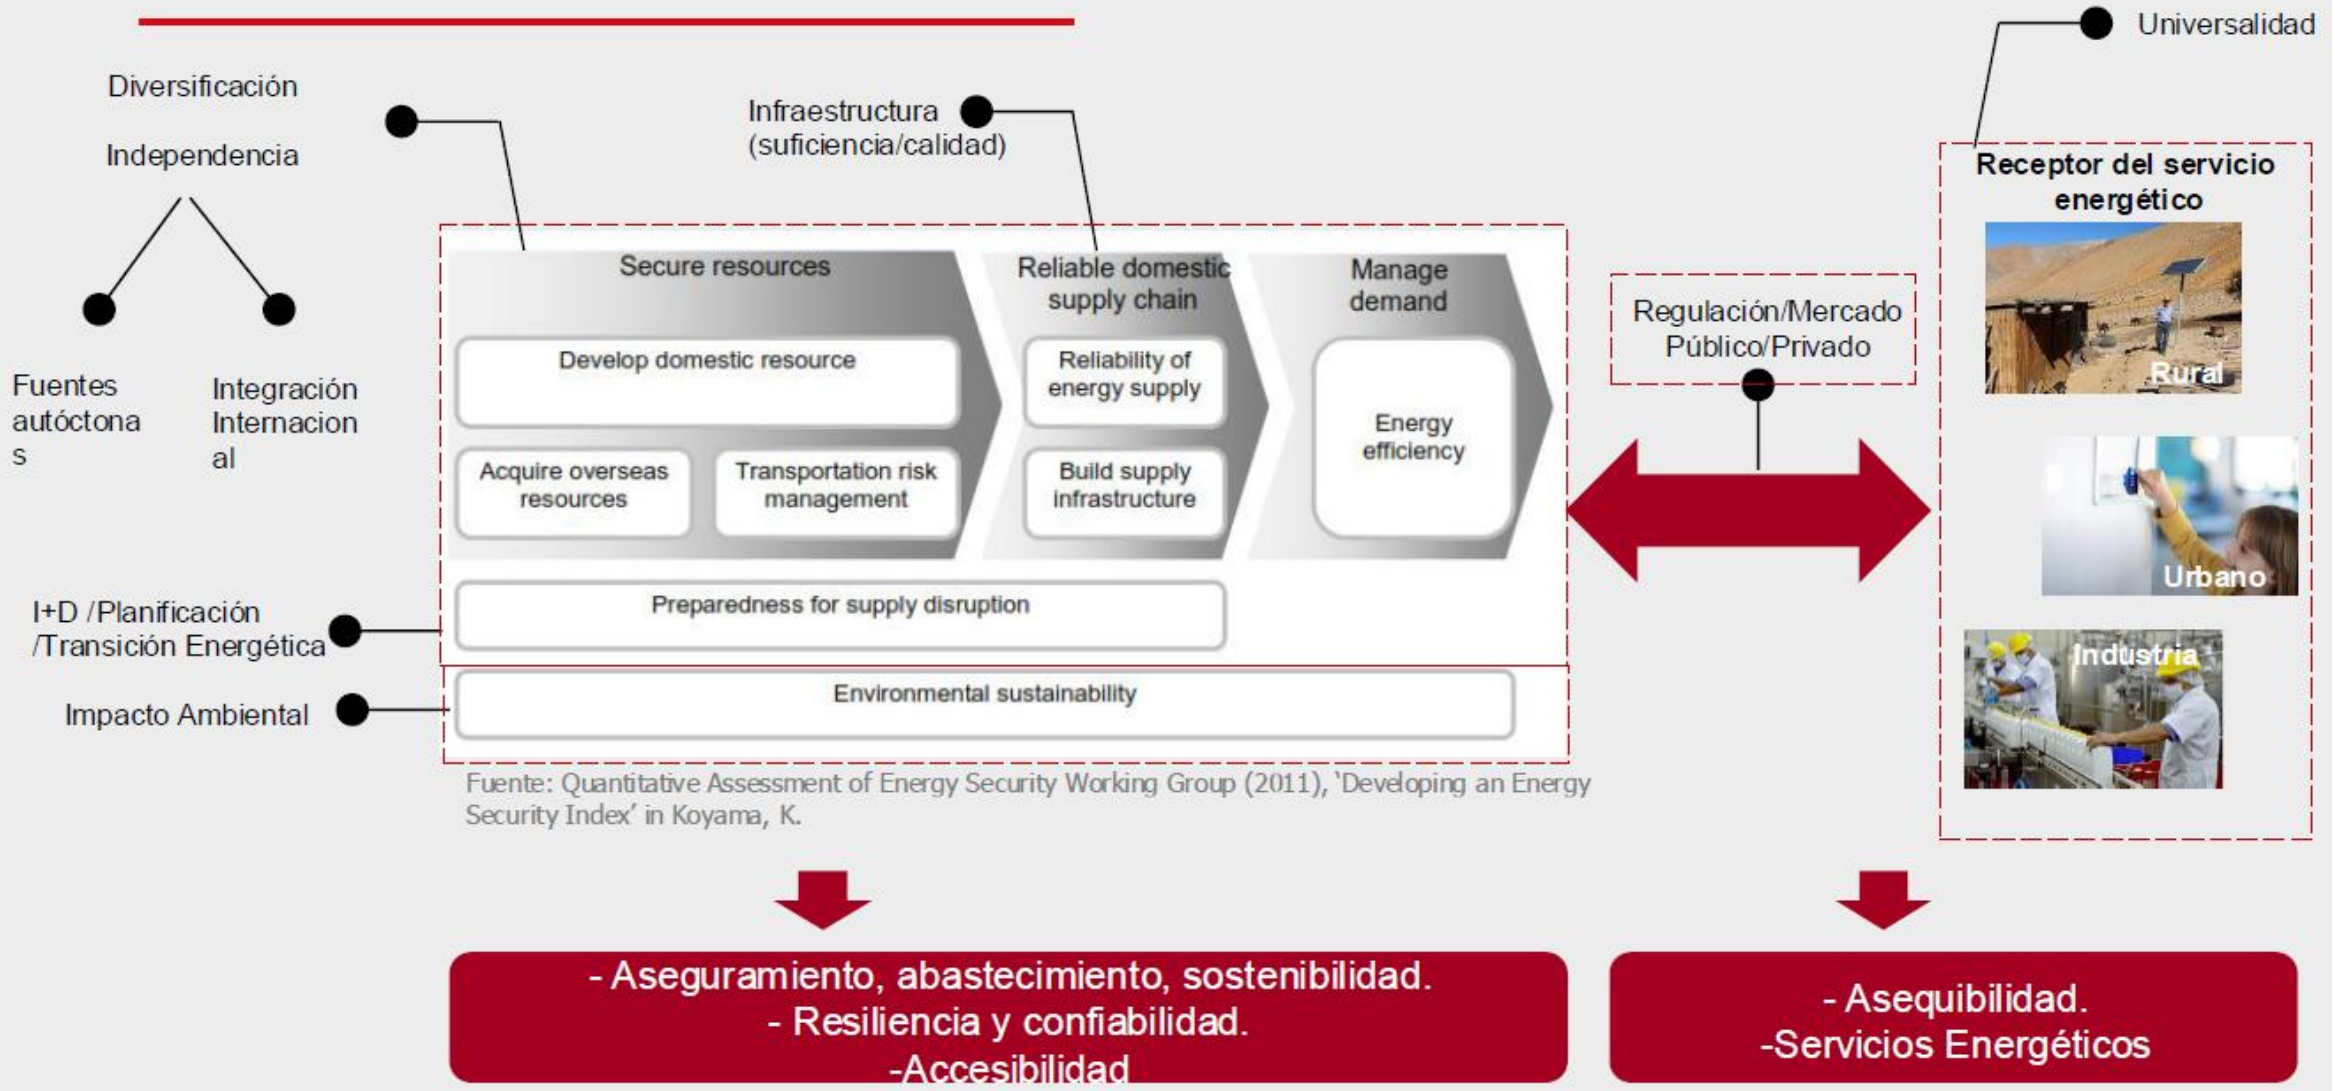 Universalidad
Diversificación
Independencia
Infraestructura
(suficiencia/calidad)
Fuentes
autóctona
s
Integración
Internacion
al
Secure resources
Develop domestic resource
Acquire overseas
resources
Transportation risk
management
Reliable domestic
supply chain
Reliability of
energy supply
Build supply
infrastructure
Manage
demand
Energy
efficiency
Preparedness for supply disruption
Environmental sustainability
I+D /Planificación
/Transición Energética
Impacto Ambiental
Fuente: Quantitative Assessment of Energy Security Working Group (2011), ‘Developing an Energy
Security Index’ in Koyama, K.
Regulación/Mercado
Público/Privado
Receptor del servicio
energético
Rural
Urbano
Industria
- Aseguramiento, abastecimiento, sostenibilidad.
- Resiliencia y confiabilidad.
-Accesibilidad
- Asequibilidad.
-Servicios Energéticos